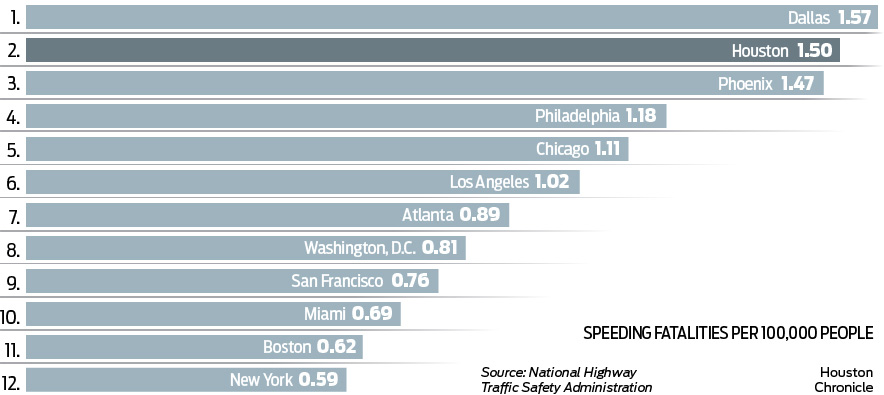 1. Dallas 1.57
2. Houston 1.50
3. Phoenix 1.47
4. Philadelphia 1.18
5. Chicago 1.11
6. Los Angeles 1.02
7. Atlanta 0.89
8. Washington, D.C. 0.81
9. San Francisco 0.76
10. Miami 0.69
11. Boston 0.62
12. New York 0.59
SPEEDING FATALITIES PER 100,000 PEOPLE
Source: National Highway
Traffic Safety Administration
Houston
Chronicle